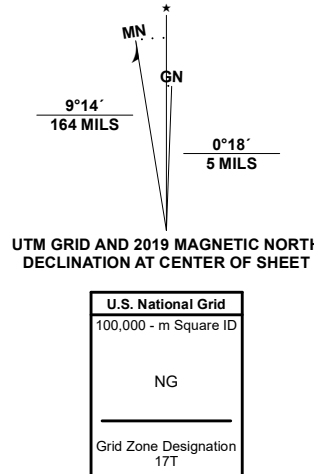 MN
GN
9°14´
164 MILS
0°18´
5 MILS
UTM GRID AND 2019 MAGNETIC NORTH
DECLINATION AT CENTER OF SHEET
U.S. National Grid
100,000 - m Square ID
NG
Grid Zone Designation
17T